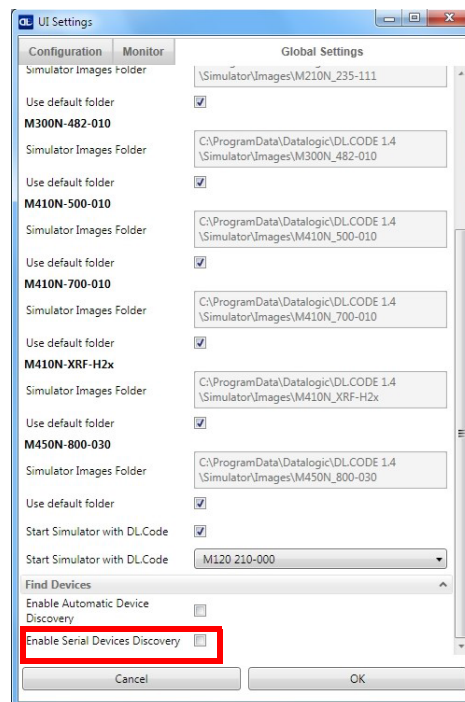 DL UI Settings
Configuration Monitor Global Settings
Simulator Images Folder
\Simulator\Images\M210N_235-111
Use default folder
M300N-482-010
Simulator Images Folder
C:\ProgramData\Datalogic\DL.CODE 1.4
\Simulator\Images\M300N_482-010
Use default folder
M410N-500-010
Simulator Images Folder
C:\ProgramData\Datalogic\DL.CODE 1.4
\Simulator\Images\M410N_500-010
Use default folder
M410N-700-010
Simulator Images Folder
C:\ProgramData\Datalogic\DL.CODE 1.4
\Simulator\Images\M410N_700-010
Use default folder
M410N-XRF-H2x
Simulator Images Folder
C:\ProgramData\Datalogic\DL.CODE 1.4
\Simulator\Images\M410N_XRF-H2x
Use default folder
M450N-800-030
Simulator Images Folder
C:\ProgramData\Datalogic\DL.CODE 1.4
\Simulator\Images\M450N_800-030
Use default folder
Start Simulator with DL.Code
Start Simulator with DL.Code M120 210-000
Find Devices
Enable Automatic Device
Discovery
Enable Serial Devices Discovery
Cancel OK